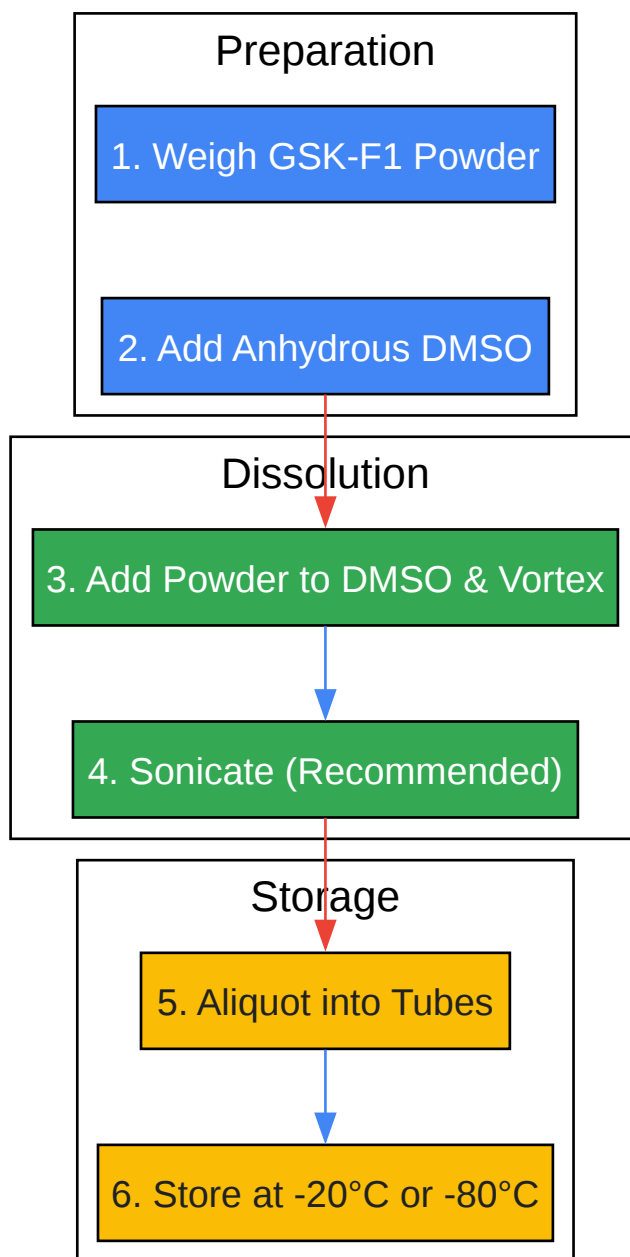 Preparation
1. Weigh GSK-F1 Powder
2. Add Anhydrous DMSO
Dissolution
3. Add Powder to DMSO & Vortex
4. Sonicate (Recommended)
Storage
5. Aliquot into Tubes
6. Store at -20°C or -80°C